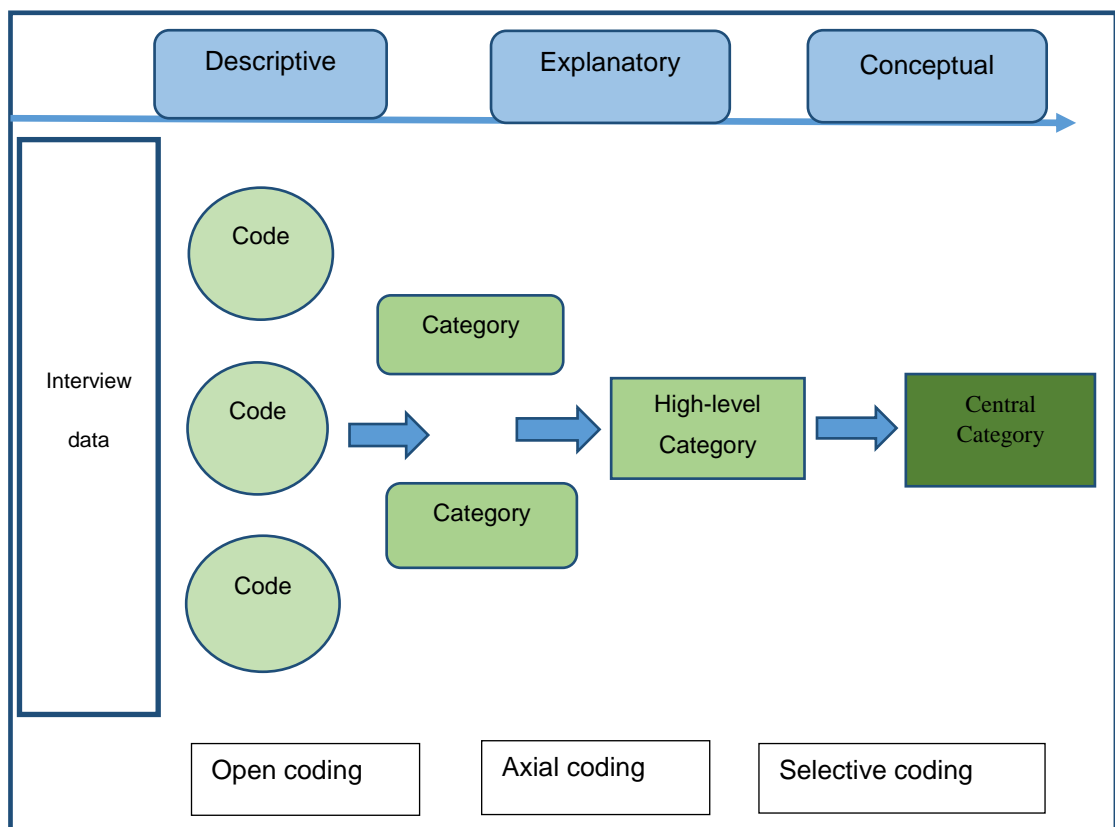 Descriptive
Explanatory
Conceptual
Interview
data
Code
Code
Code
Category
Category
High-level
Category
Central
Category
Open coding
Axial coding
Selective coding